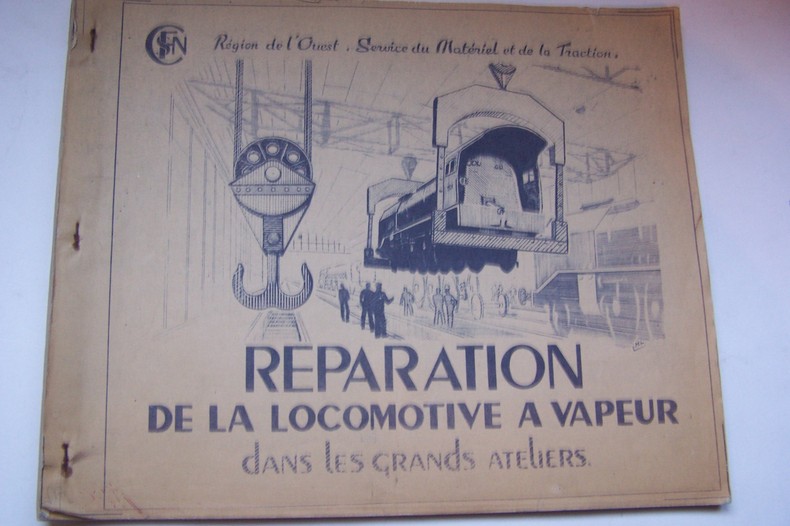 SNCF
Région de l'Ouest . Service du Matériel et de la Traction.
REPARATION
DE LA LOCOMOTIVE A VAPEUR
dans les grands ateliers.